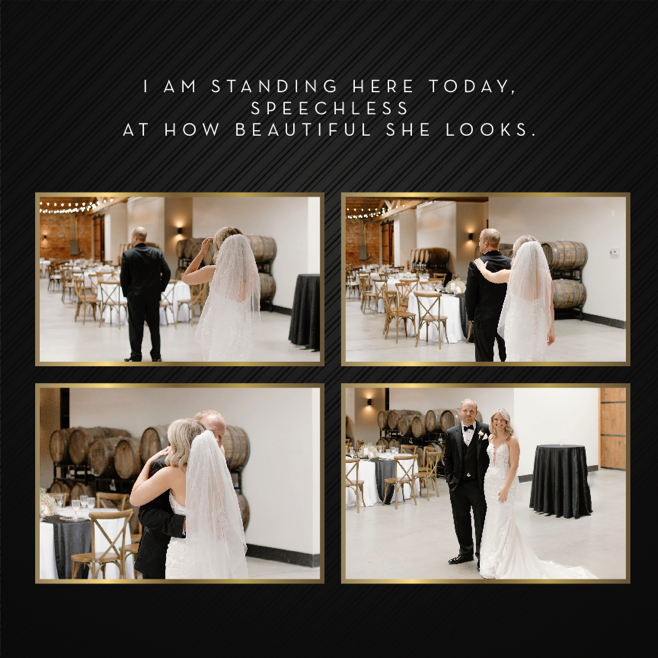 I AM STANDING HERE TODAY,
SPEECHLESS
AT HOW BEAUTIFUL SHE LOOKS.